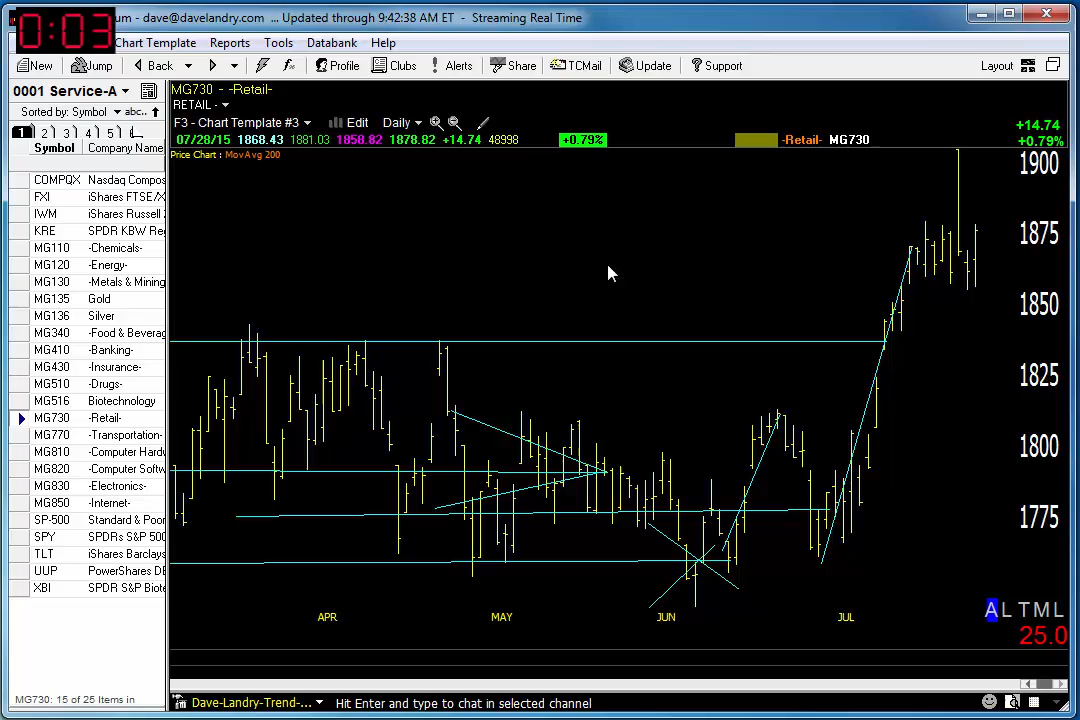 0:03
um - dave@davelandry.com ... Updated through 9:42:38 AM ET - Streaming Real Time
Chart Template Reports Tools Databank Help
New Jump Back Profile Clubs Alerts Share TCMail Update Support Layout
0001 Service-A
Sorted by: Symbol abc..
1 2 3 4 5
Symbol Company Name
COMPQX Nasdaq Compos
FXI iShares FTSE/X
IWM iShares Russell
KRE SPDR KBW Reg
MG110 -Chemicals-
MG120 -Energy-
MG130 -Metals & Mining
MG135 Gold
MG136 Silver
MG340 -Food & Beverag
MG410 -Banking-
MG430 -Insurance-
MG510 -Drugs-
MG516 Biotechnology
MG730 -Retail-
MG770 -Transportation-
MG810 -Computer Hardw
MG820 -Computer Softw
MG830 -Electronics-
MG850 -Internet-
SP-500 Standard & Poor
SPY SPDRs S&P 500
TLT iShares Barclays
UUP PowerShares DB
XBI SPDR S&P Biote
MG730: 15 of 25 Items in
MG730 - -Retail-
RETAIL -
F3 - Chart Template #3 Edit Daily
07/28/15 1868.43 1881.03 1858.82 1878.82 +14.74 48998 +0.79% -Retail- MG730
+14.74
+0.79%
Price Chart : MovAvg 200
1900
1875
1850
1825
1800
1775
APR MAY JUN JUL
A L T M L
25.0
Dave-Landry-Trend-... Hit Enter and type to chat in selected channel